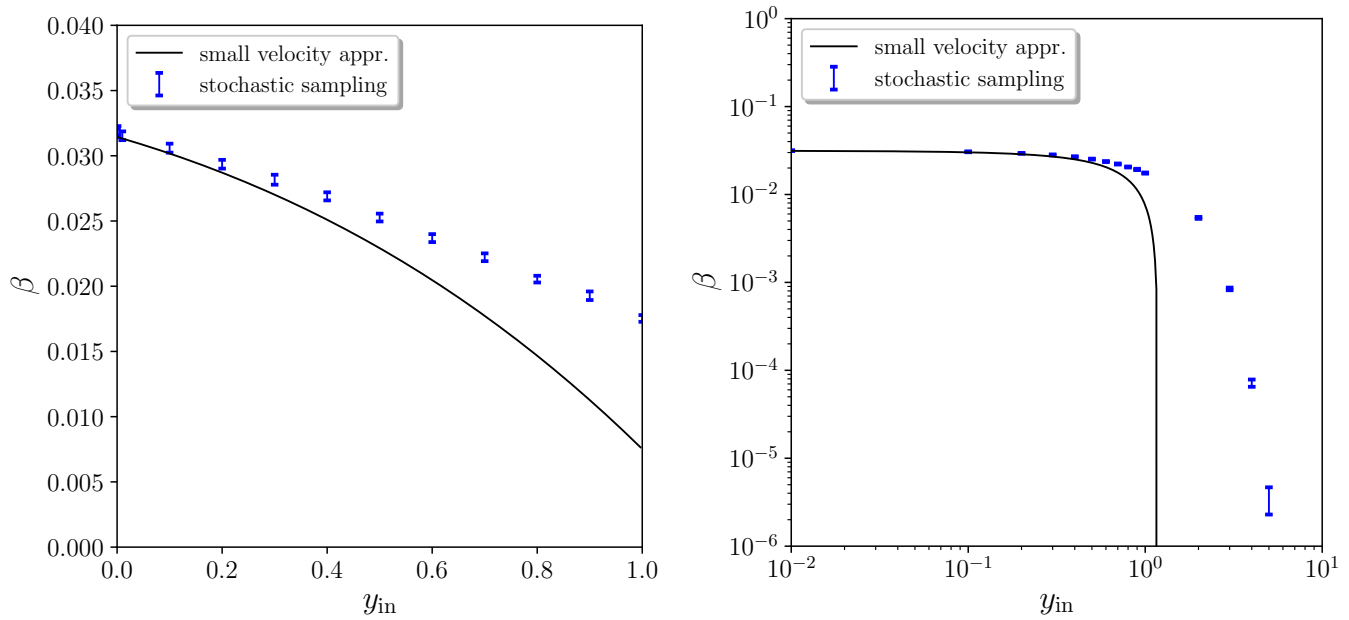 0.040
0.035
0.030
0.025
0.020
0.015
0.010
0.005
0.000
β
small velocity appr.
stochastic sampling
0.0 0.2 0.4 0.6 0.8 1.0
y_in
10^0
10^-1
10^-2
10^-3
10^-4
10^-5
10^-6
β
small velocity appr.
stochastic sampling
10^-2 10^-1 10^0 10^1
y_in